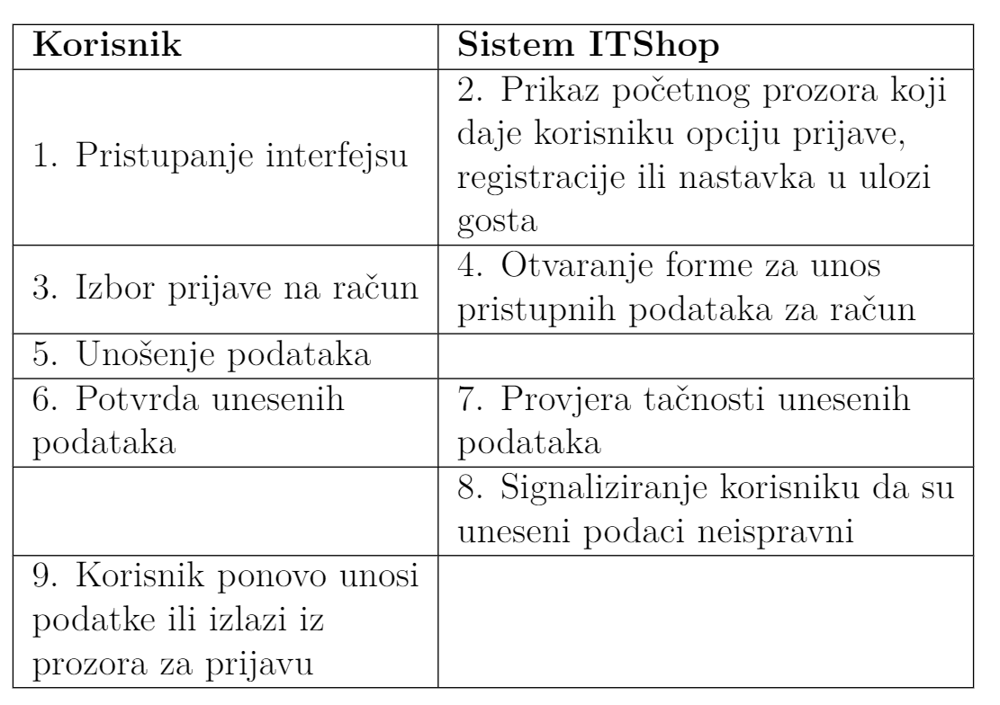 Korisnik
Sistem ITShop
1. Pristupanje interfejsu
2. Prikaz početnog prozora koji
daje korisniku opciju prijave,
registracije ili nastavka u ulozi
gosta
3. Izbor prijave na račun
4. Otvaranje forme za unos
pristupnih podataka za račun
5. Unošenje podataka
6. Potvrda unesenih
podataka
7. Provjera tačnosti unesenih
podataka
8. Signaliziranje korisniku da su
uneseni podaci neispravni
9. Korisnik ponovo unosi
podatke ili izlazi iz
prozora za prijavu